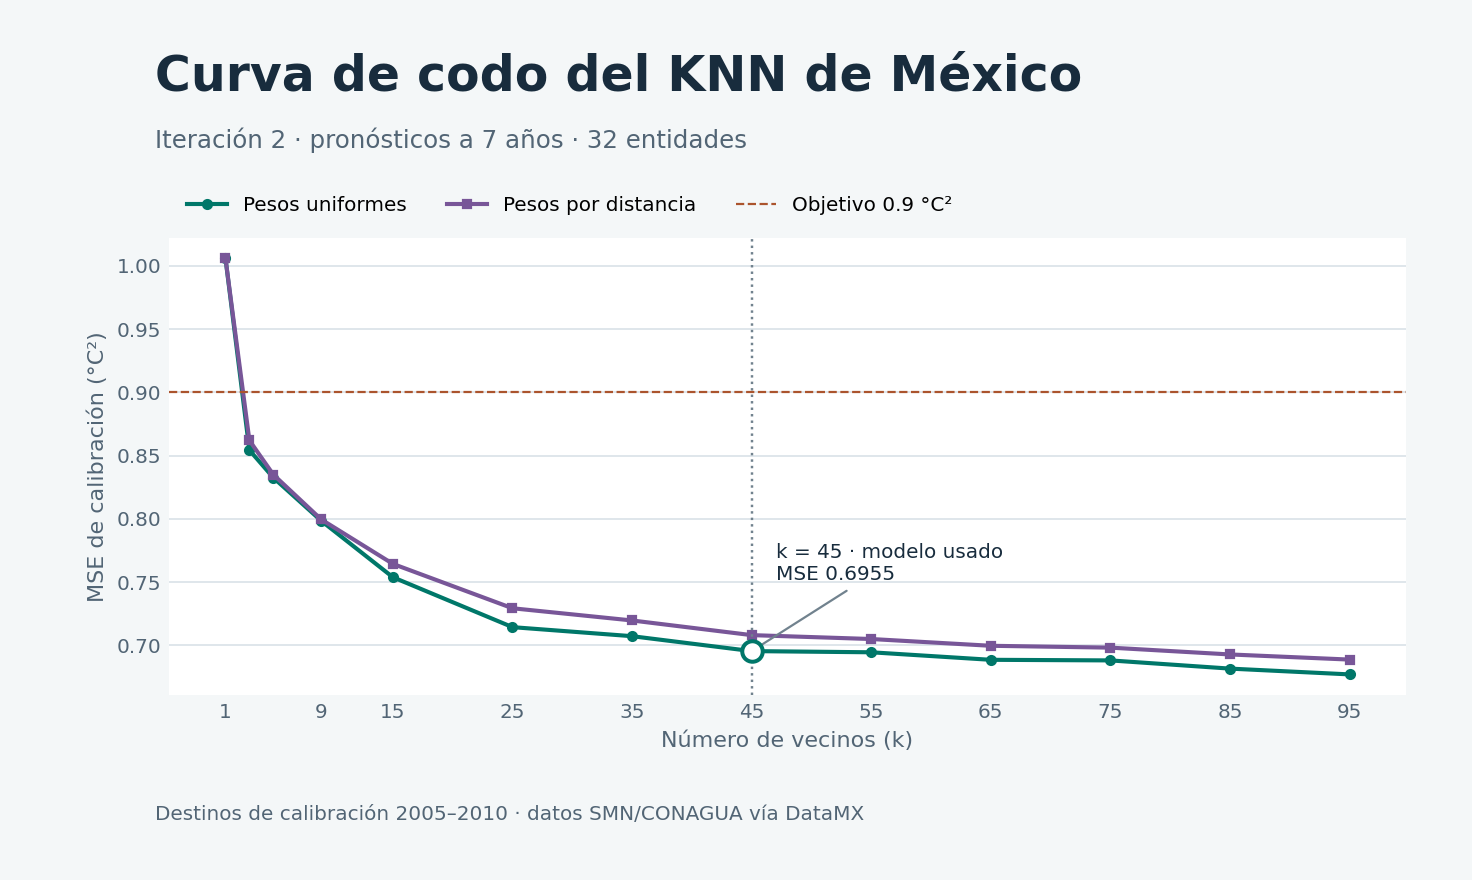 Curva de codo del KNN de México
Iteración 2 · pronósticos a 7 años · 32 entidades
Pesos uniformes
Pesos por distancia
Objetivo 0.9 °C²
1.00
0.95
0.90
0.85
0.80
0.75
0.70
MSE de calibración (°C²)
k = 45 · modelo usado
MSE 0.6955
1 9 15 25 35 45 55 65 75 85 95
Número de vecinos (k)
Destinos de calibración 2005–2010 · datos SMN/CONAGUA vía DataMX